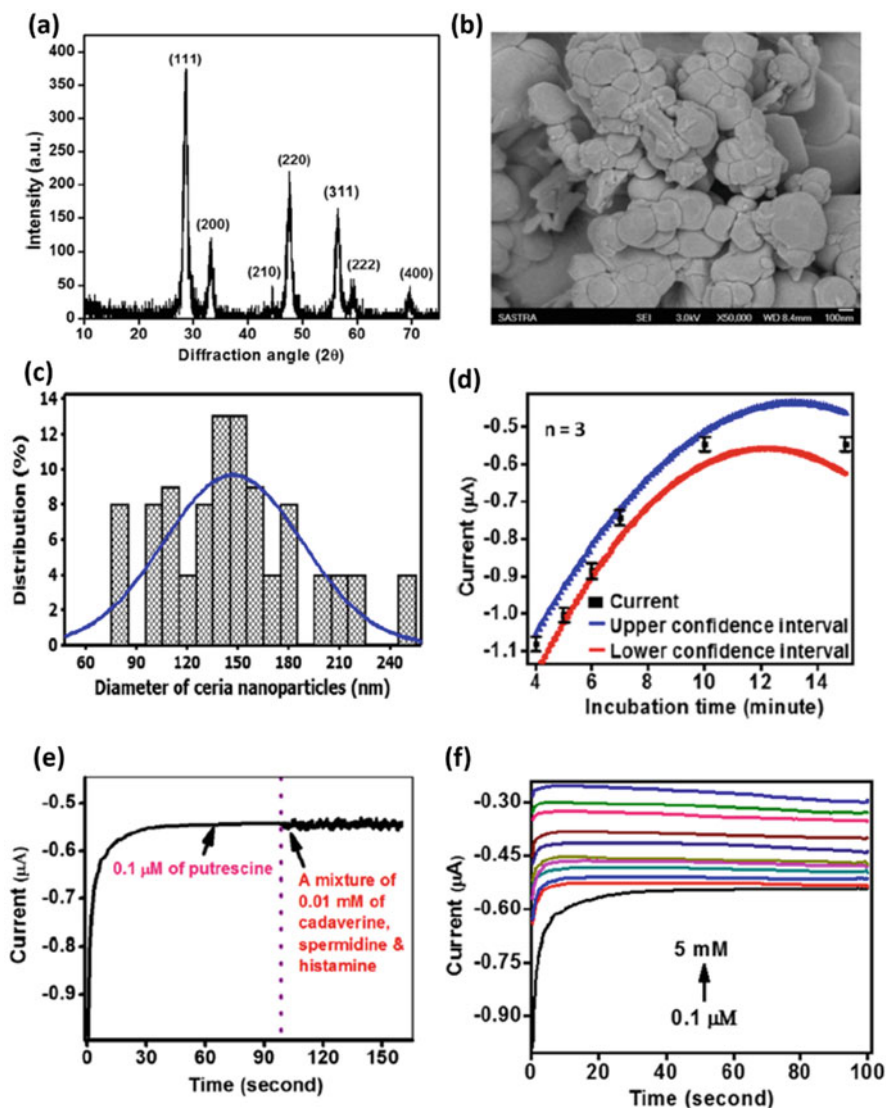 (a)
400
350
300
250
200
150
100
50
0
Intensity (a.u.)
(111)
(200)
(210)
(220)
(311)
(222)
(400)
10 20 30 40 50 60 70
Diffraction angle (2θ)
(b)
SASTRA SEI 3.0kV X50,000 WD 8.4mm 100nm
(c)
14
12
10
8
6
4
2
0
Distribution (%)
60 90 120 150 180 210 240
Diameter of ceria nanoparticles (nm)
(d)
n = 3
-0.5
-0.6
-0.7
-0.8
-0.9
-1.0
-1.1
Current (µA)
Current
Upper confidence interval
Lower confidence interval
4 6 8 10 12 14
Incubation time (minute)
(e)
-0.5
-0.6
-0.7
-0.8
-0.9
Current (µA)
0.1 µM of putrescine
A mixture of
0.01 mM of
cadaverine,
spermidine &
histamine
0 30 60 90 120 150
Time (second)
(f)
-0.30
-0.45
-0.60
-0.75
-0.90
Current (µA)
5 mM
0.1 µM
0 20 40 60 80 100
Time (second)